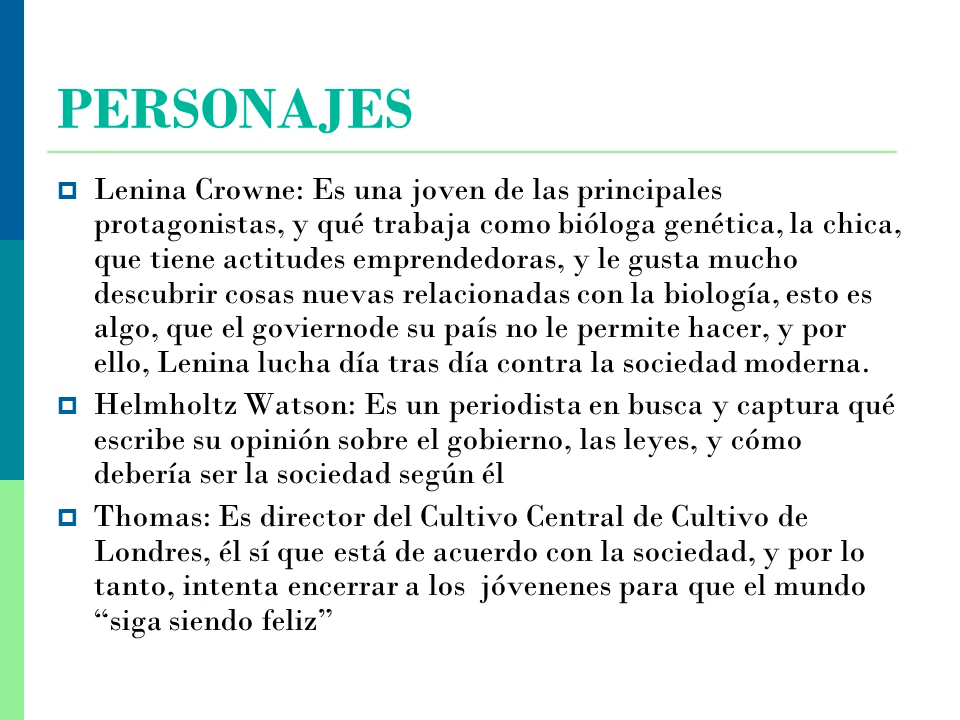 PERSONAJES
Lenina Crowne: Es una joven de las principales
protagonistas, y qué trabaja como bióloga genética, la chica,
que tiene actitudes emprendedoras, y le gusta mucho
descubrir cosas nuevas relacionadas con la biología, esto es
algo, que el goviernode su país no le permite hacer, y por
ello, Lenina lucha día tras día contra la sociedad moderna.
Helmholtz Watson: Es un periodista en busca y captura qué
escribe su opinión sobre el gobierno, las leyes, y cómo
debería ser la sociedad según él
Thomas: Es director del Cultivo Central de Cultivo de
Londres, él sí que está de acuerdo con la sociedad, y por lo
tanto, intenta encerrar a los jóvenenes para que el mundo
“siga siendo feliz”